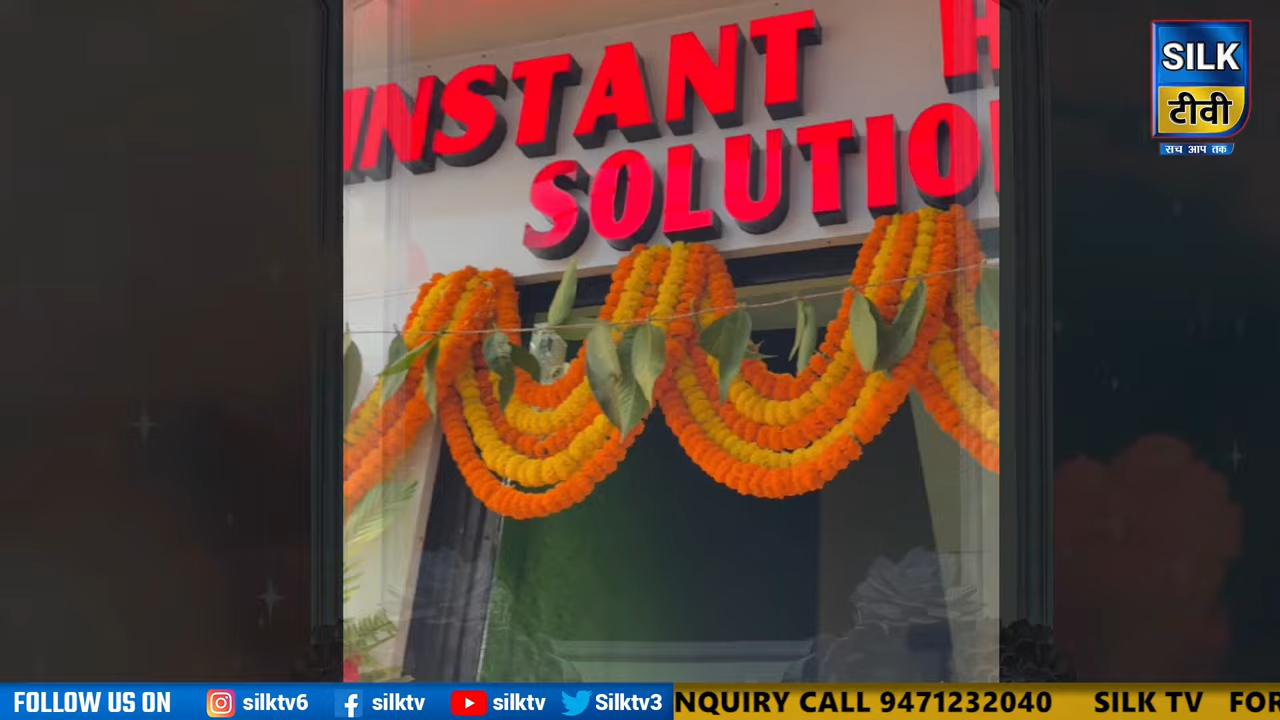 INSTANT H
SOLUTIO
SILK
टीवी
सच आप तक
FOLLOW US ON silktv6 silktv silktv Silktv3 NQUIRY CALL 9471232040 SILK TV FOR